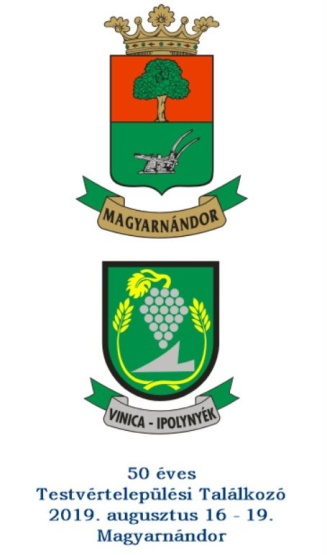 MAGYARNÁNDOR
VINICA - IPOLYNYÉK
50 éves
Testvértelepülési Találkozó
2019. augusztus 16 - 19.
Magyarnándor